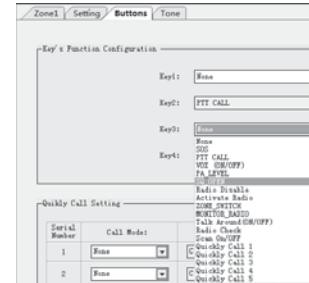 Zone1 Setting Buttons Tone
Key's Function Configuration
Key1: None
Key2: PTT CALL
Key3: None
Key4:
None
SOS
PTT CALL
VOX (ON/OFF)
PA_LEVEL
SQ_OPEN
Radio Disable
Activate Radio
ZONE_SWITCH
MONITOR_RADIO
Talk Around(ON/OFF)
Radio Check
Scan On/OFF
Quickly Call 1
Quickly Call 2
Quickly Call 3
Quickly Call 4
Quickly Call 5
Quikly Call Setting
Serial Number Call Mode:
1 None C
2 None C